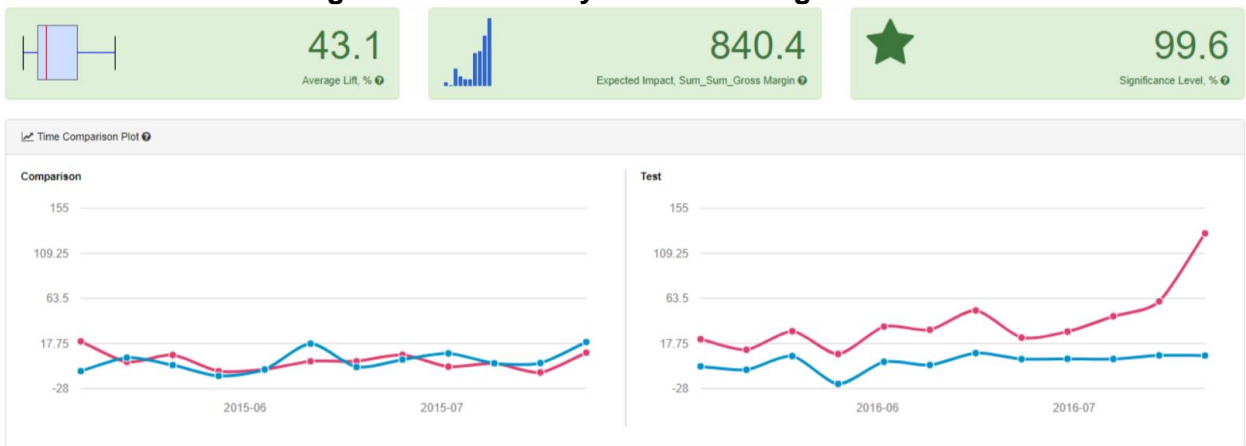 43.1
Average Lift, %
840.4
Expected Impact, Sum_Sum_Gross Margin
99.6
Significance Level, %
Time Comparison Plot
Comparison
155
109.25
63.5
17.75
-28
2015-06 2015-07
Test
155
109.25
63.5
17.75
-28
2016-06 2016-07